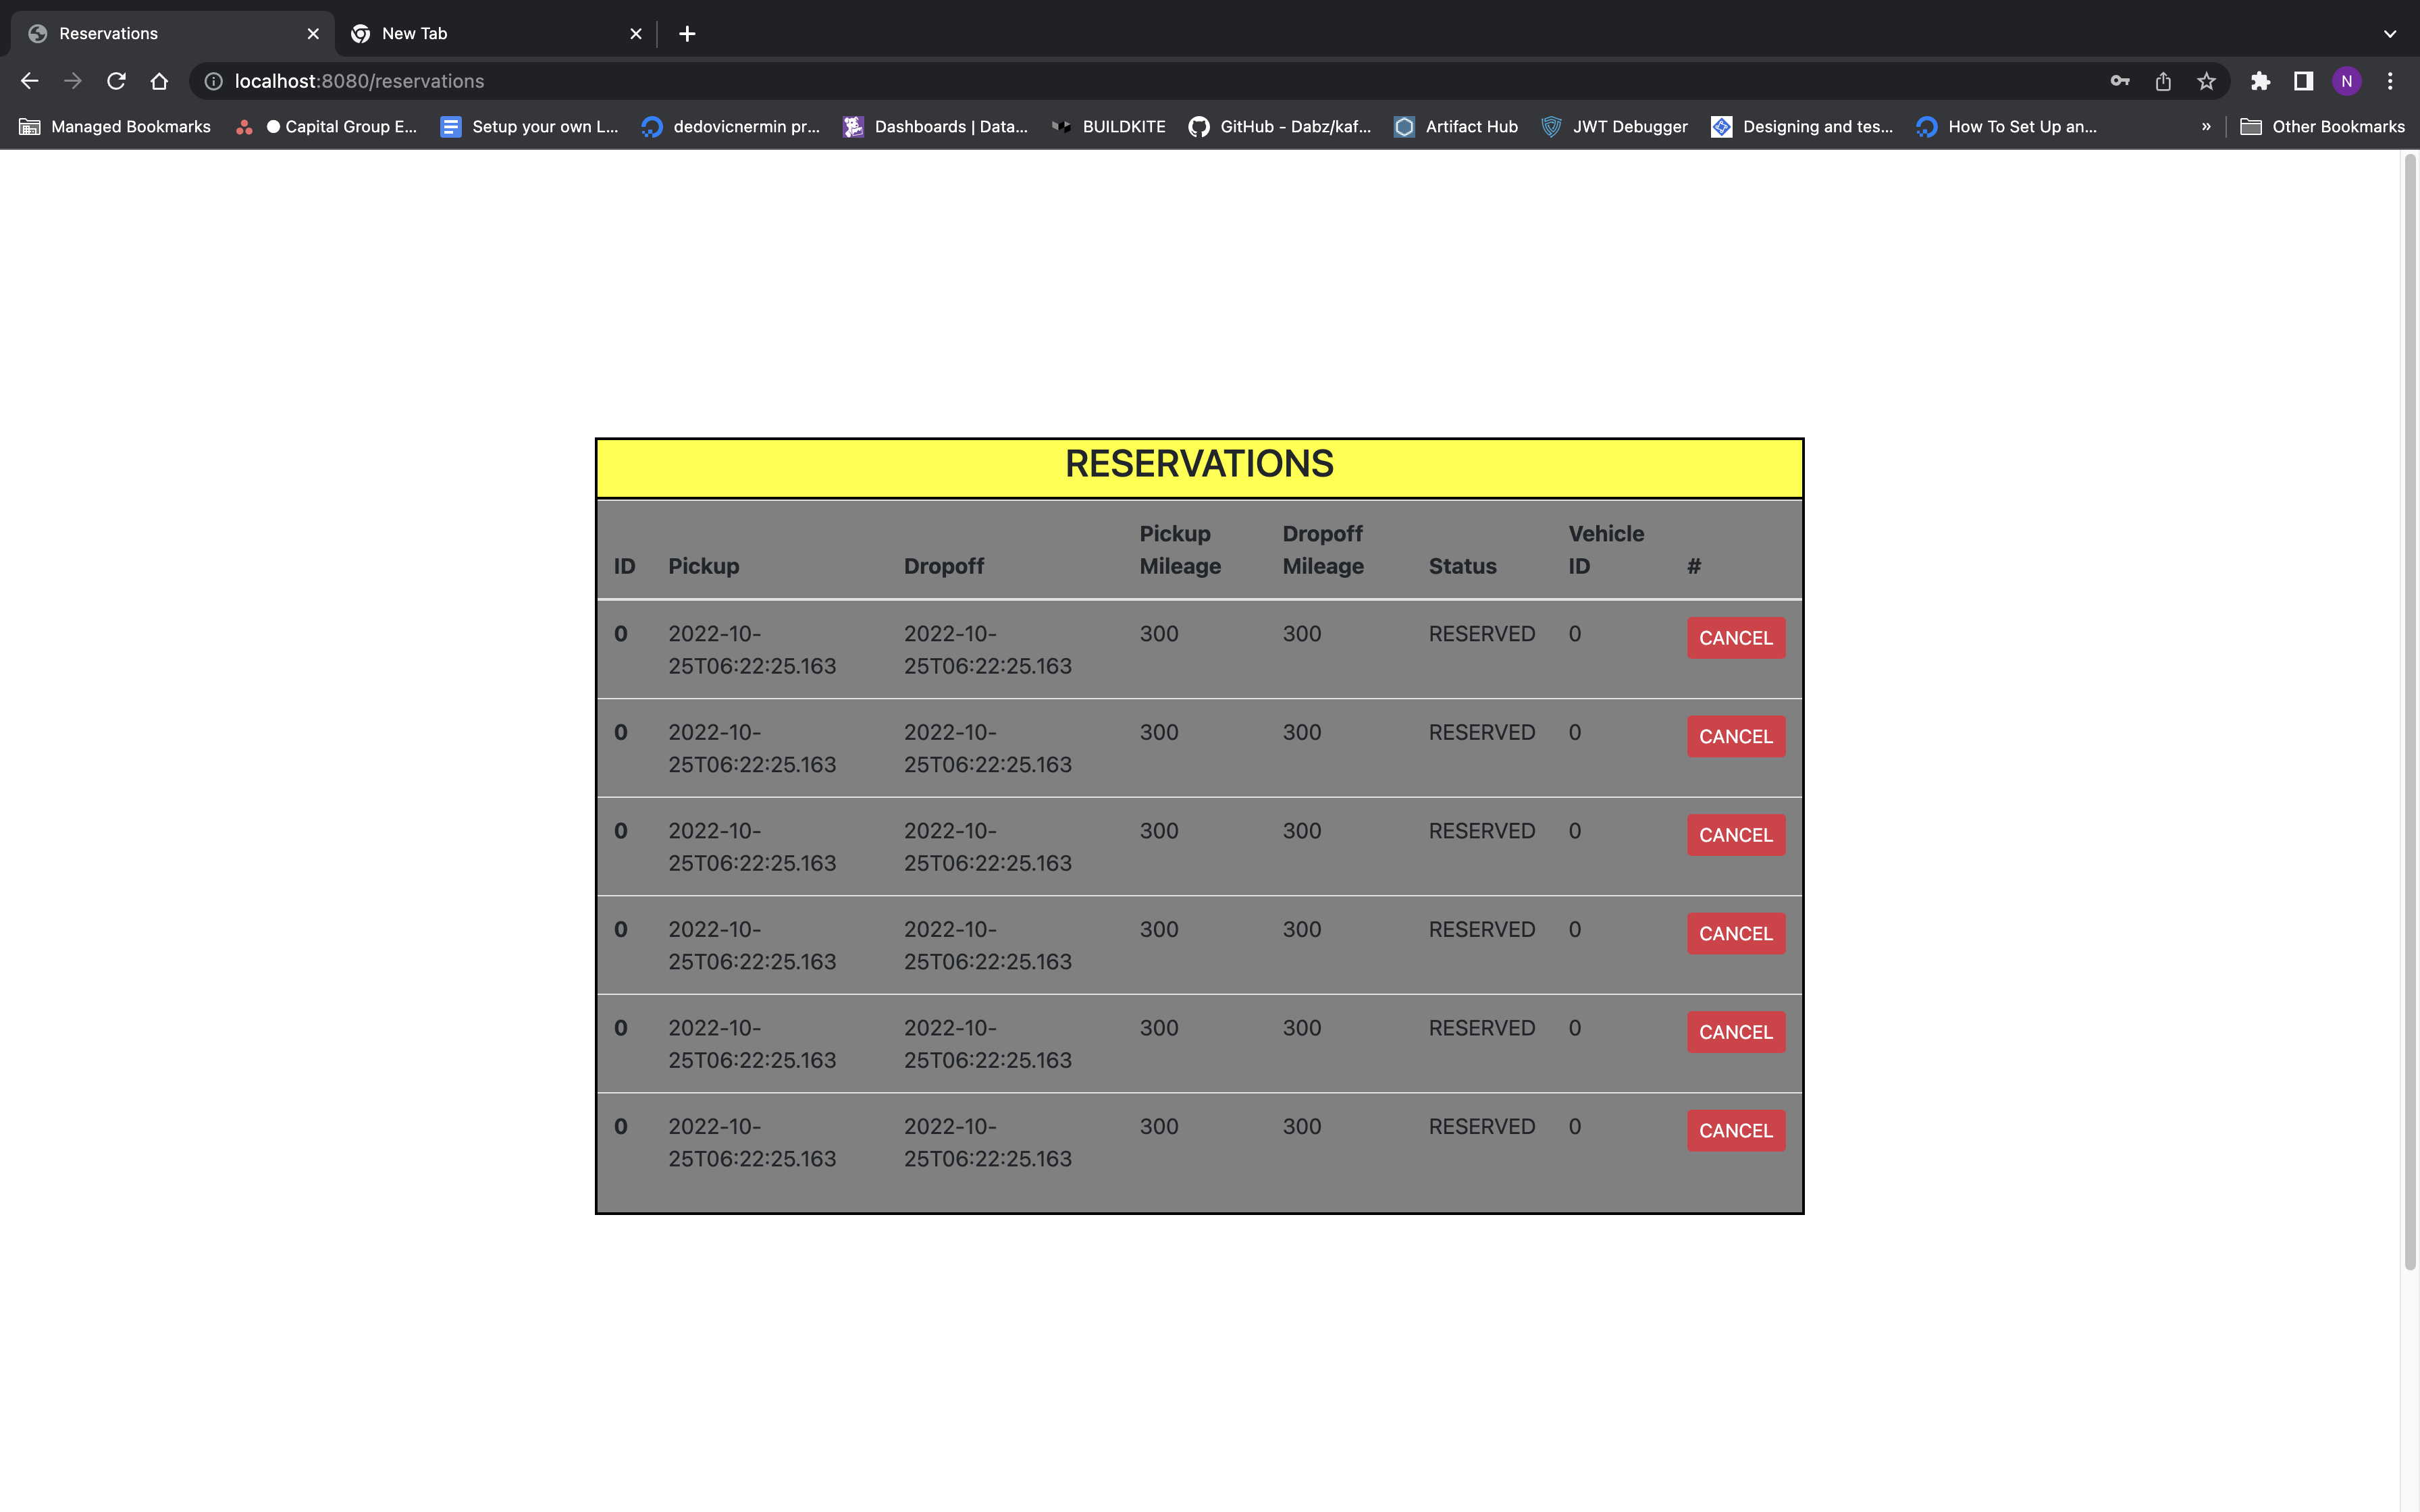 Reservations
New Tab
localhost:8080/reservations
N
Managed Bookmarks
Capital Group E...
Setup your own L...
dedovicnermin pr...
Dashboards | Data...
BUILDKITE
GitHub - Dabz/kaf...
Artifact Hub
JWT Debugger
Designing and tes...
How To Set Up an...
»
Other Bookmarks
RESERVATIONS
ID Pickup Dropoff Pickup Mileage Dropoff Mileage Status Vehicle ID #
0 2022-10-25T06:22:25.163 2022-10-25T06:22:25.163 300 300 RESERVED 0 CANCEL
0 2022-10-25T06:22:25.163 2022-10-25T06:22:25.163 300 300 RESERVED 0 CANCEL
0 2022-10-25T06:22:25.163 2022-10-25T06:22:25.163 300 300 RESERVED 0 CANCEL
0 2022-10-25T06:22:25.163 2022-10-25T06:22:25.163 300 300 RESERVED 0 CANCEL
0 2022-10-25T06:22:25.163 2022-10-25T06:22:25.163 300 300 RESERVED 0 CANCEL
0 2022-10-25T06:22:25.163 2022-10-25T06:22:25.163 300 300 RESERVED 0 CANCEL